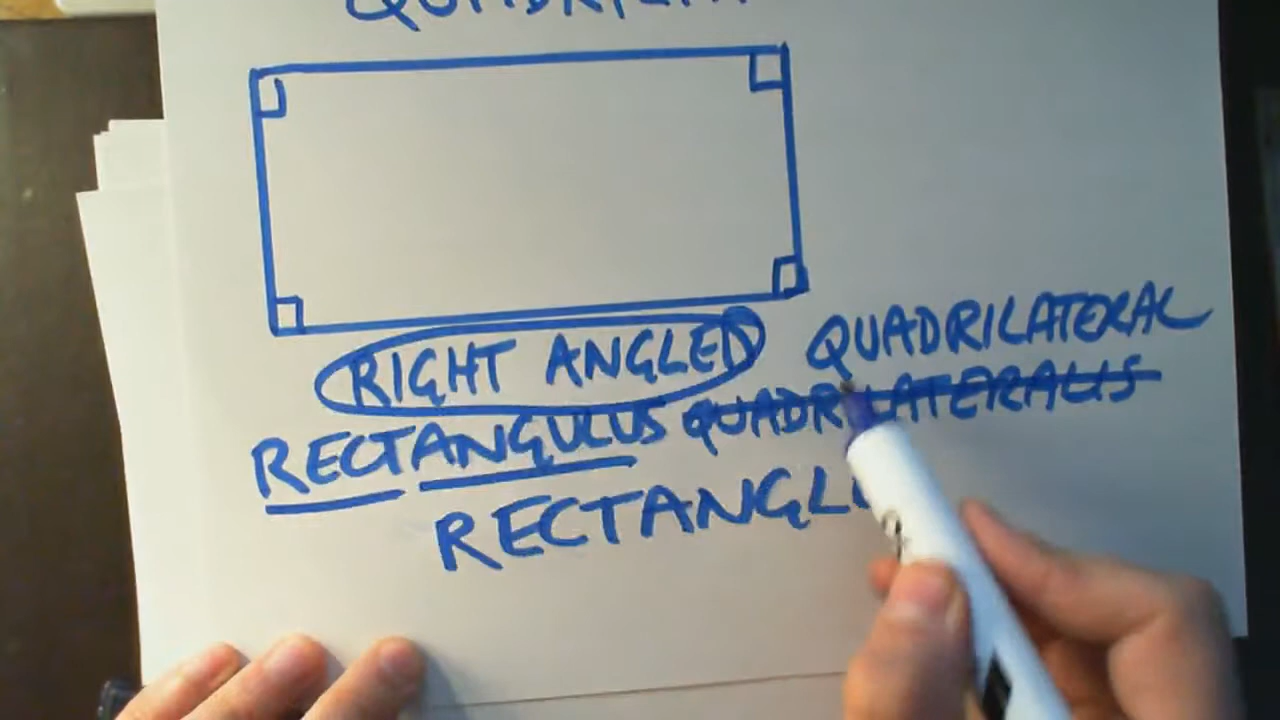 RIGHT ANGLED QUADRILATERAL
RECTANGULUS QUADRILATERALIS
RECTANGL